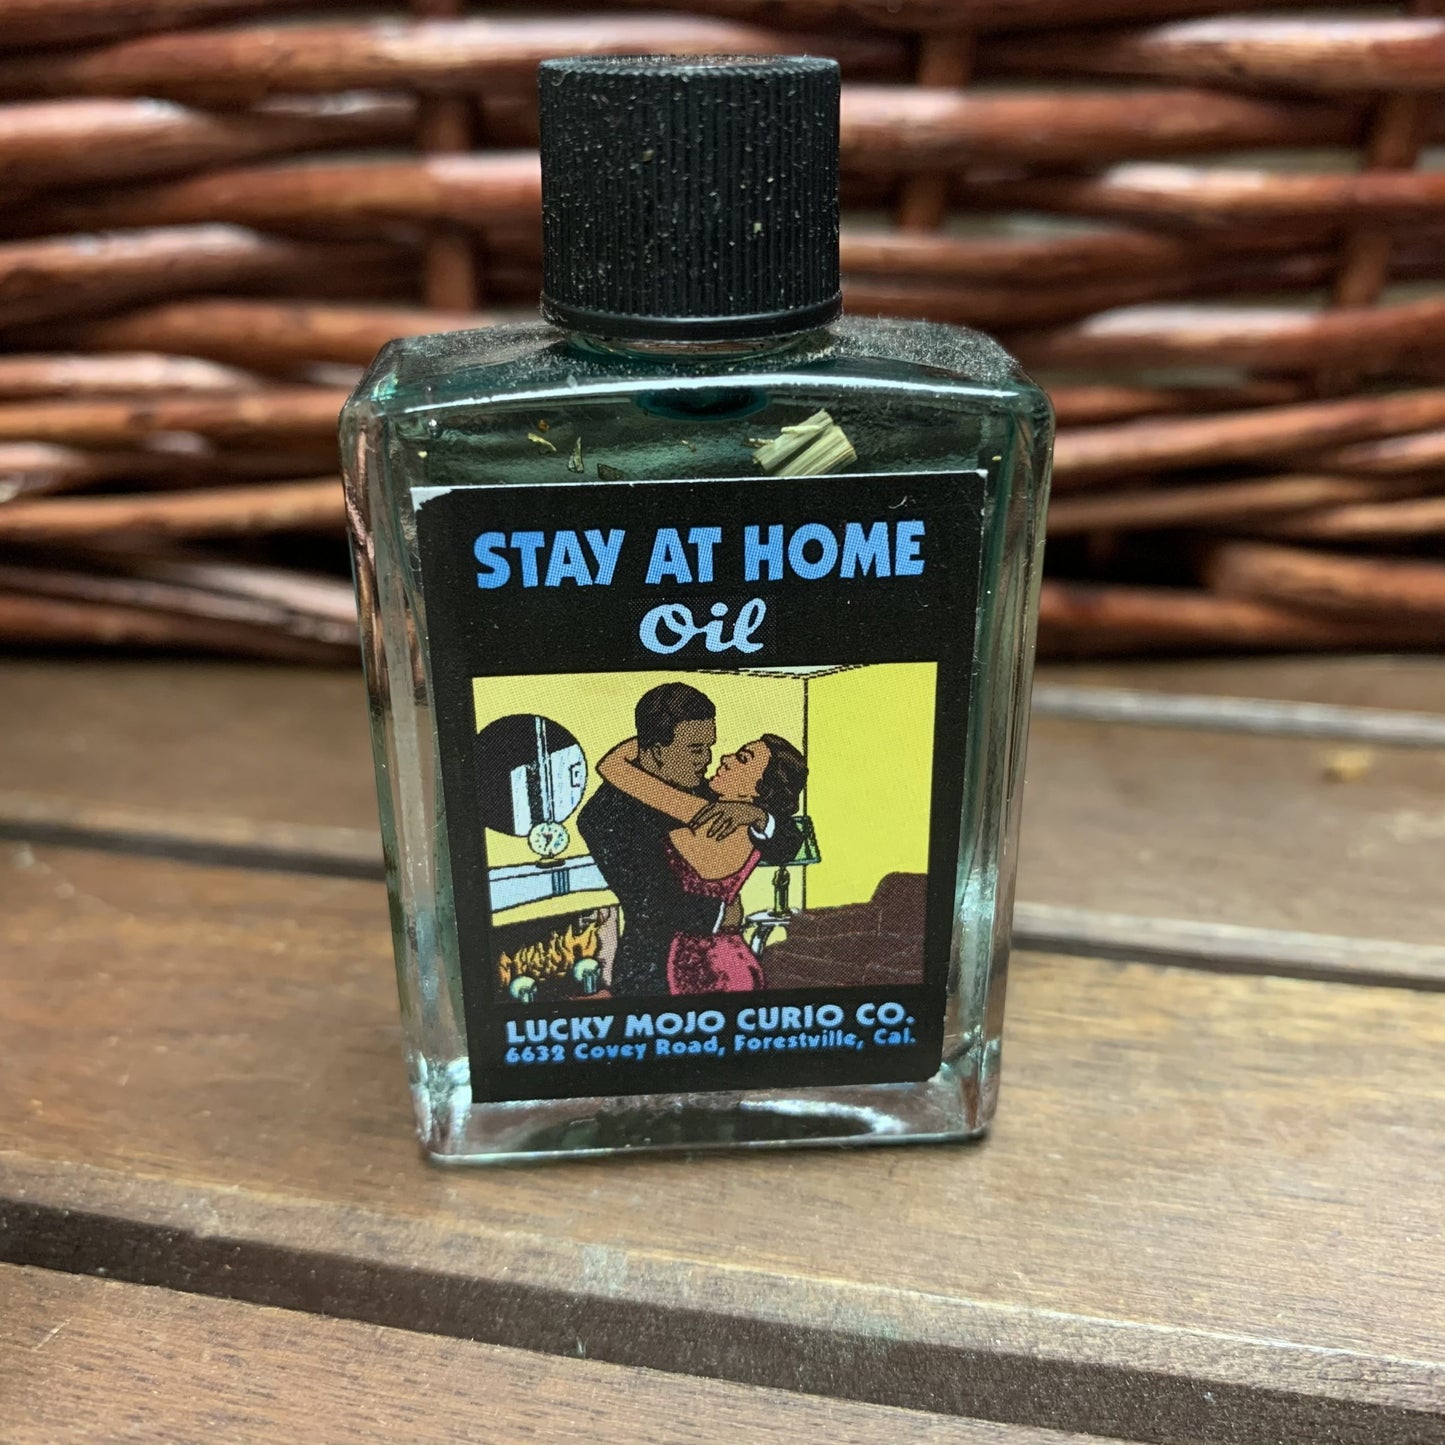 STAY AT HOME
Oil
LUCKY MOJO CURIO CO.
6632 Covey Road, Forestville, Cal.